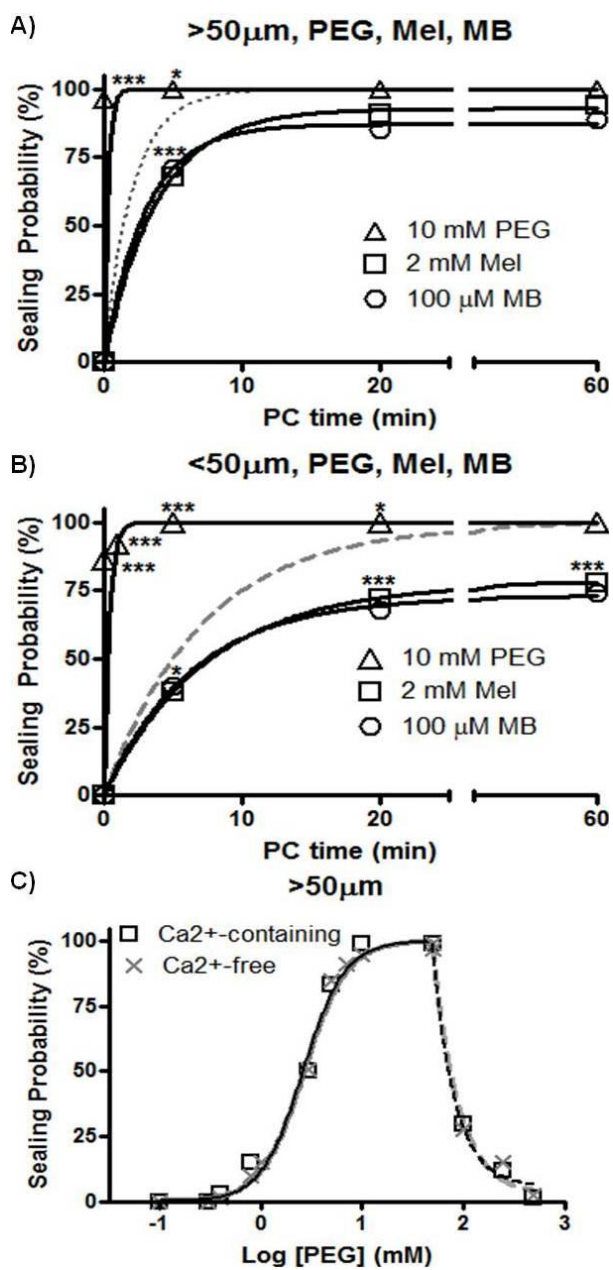 A)
>50μm, PEG, Mel, MB
Sealing Probability (%)
100
75
50
25
0
***
*
***
10 mM PEG
2 mM Mel
100 μM MB
0
10
20
60
PC time (min)
B)
<50μm, PEG, Mel, MB
Sealing Probability (%)
100
75
50
25
0
***
***
***
*
*
***
***
10 mM PEG
2 mM Mel
100 μM MB
0
10
20
60
PC time (min)
C)
>50μm
Sealing Probability (%)
100
75
50
25
0
Ca2+-containing
Ca2+-free
-1
0
1
2
3
Log [PEG] (mM)